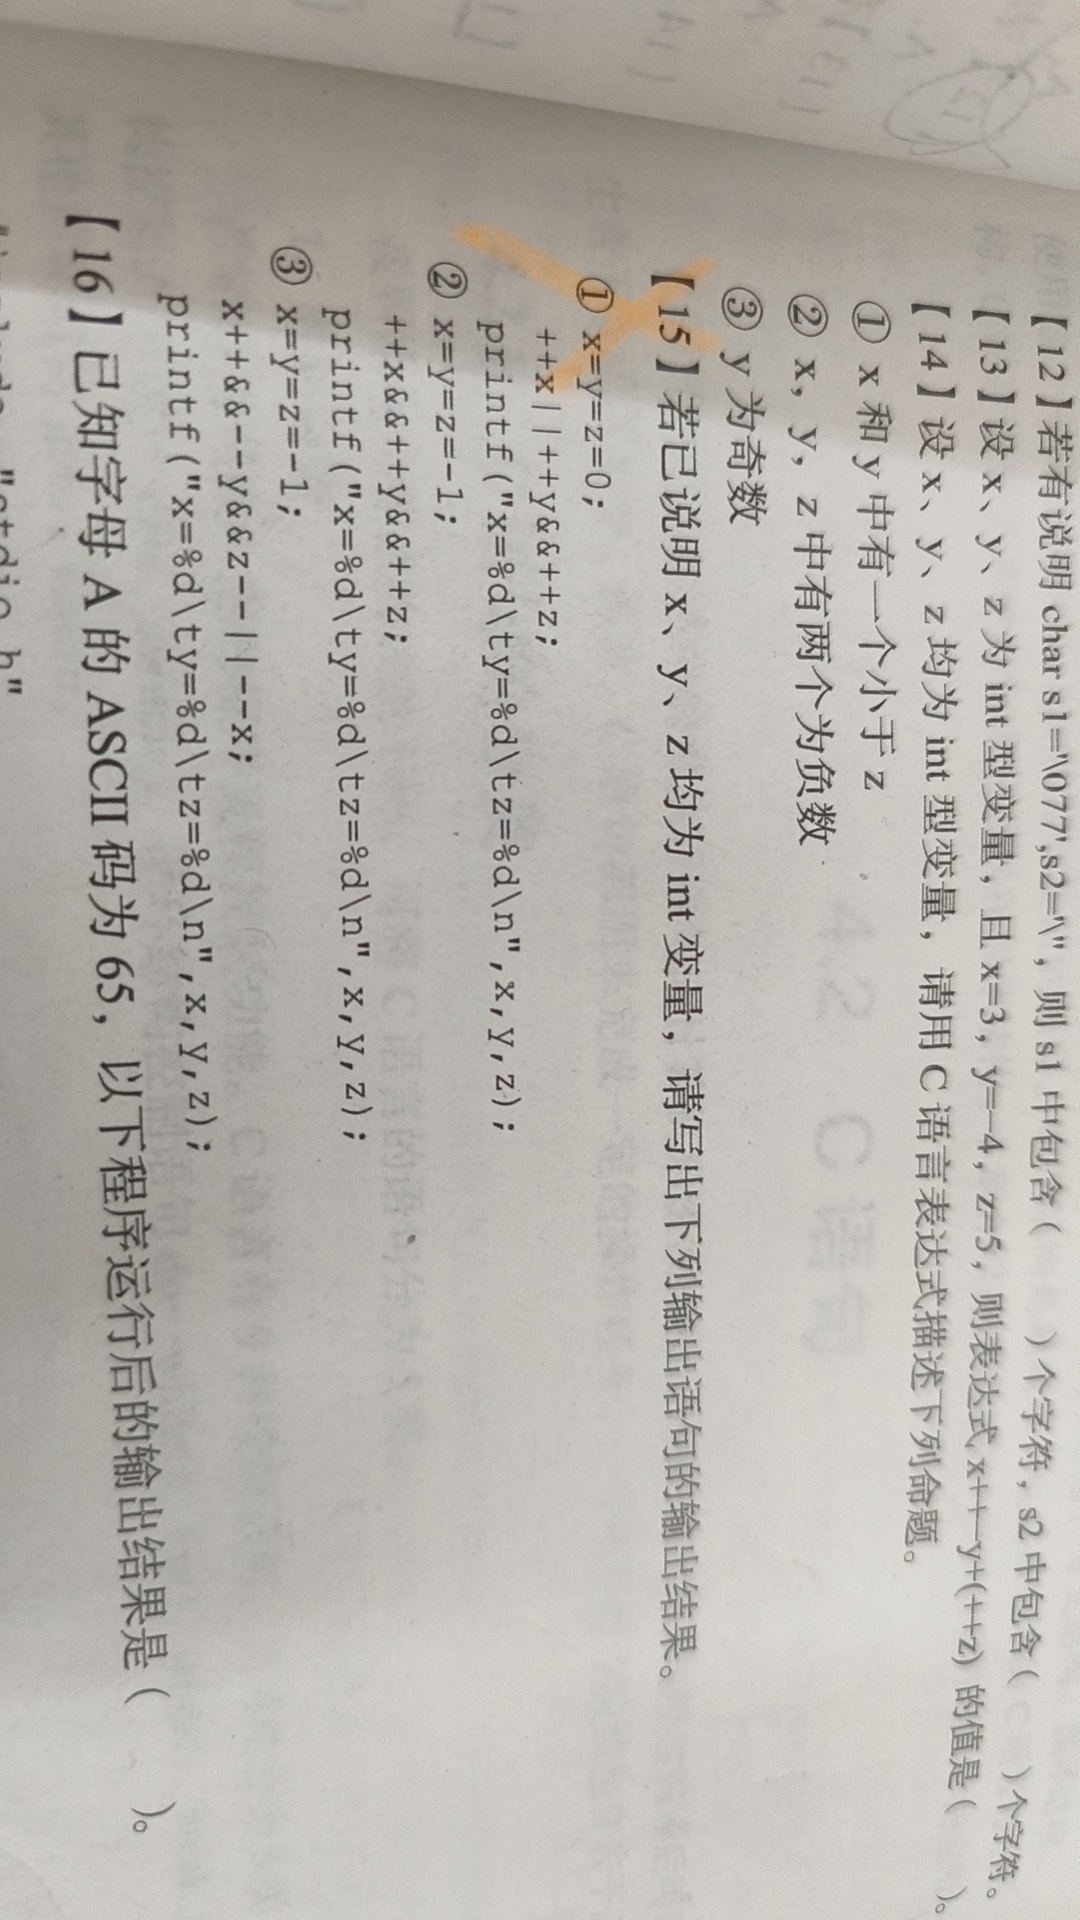 【12】若有说明 char s1='\077',s2='\'',则 s1 中包含(  )个字符,s2 中包含(  )个字符。
【13】设 x、y、z 为 int 型变量,且 x=3,y=-4,z=5,则表达式 x++-y+(++z) 的值是(  )。
【14】设 x、y、z 均为 int 型变量,请用 C 语言表达式描述下列命题。
① x 和 y 中有一个小于 z
② x,y,z 中有两个为负数
③ y 为奇数
【15】若已说明 x、y、z 均为 int 变量,请写出下列输出语句的输出结果。
① x=y=z=0;
++x||++y&&++z;
printf("x=%d\ty=%d\tz=%d\n",x,y,z);
② x=y=z=-1;
++x&&++y&&++z;
printf("x=%d\ty=%d\tz=%d\n",x,y,z);
③ x=y=z=-1;
x++&&--y&&z--||--x;
printf("x=%d\ty=%d\tz=%d\n",x,y,z);
【16】已知字母 A 的 ASCII 码为 65,以下程序运行后的输出结果是(  )。
#include "stdio.h"